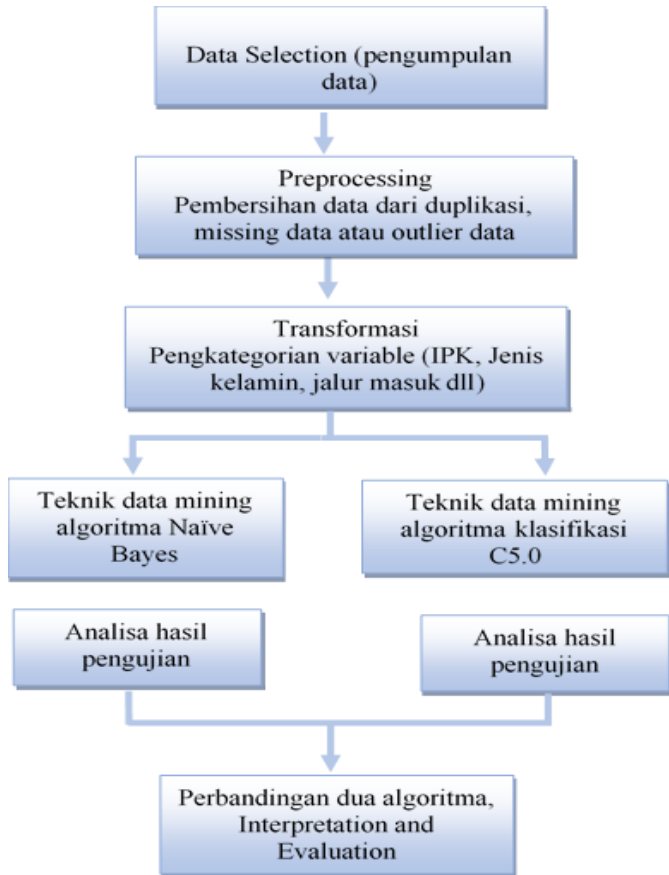 Data Selection (pengumpulan
data)
Preprocessing
Pembersihan data dari duplikasi,
missing data atau outlier data
Transformasi
Pengkategorian variable (IPK, Jenis
kelamin, jalur masuk dll)
Teknik data mining
algoritma Naïve
Bayes
Teknik data mining
algoritma klasifikasi
C5.0
Analisa hasil
pengujian
Analisa hasil
pengujian
Perbandingan dua algoritma,
Interpretation and
Evaluation